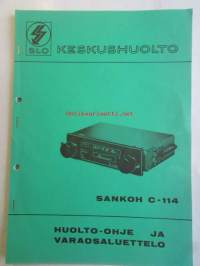 SLO
KESKUSHUOLTO
SANKOH C-114
HUOLTO-OHJE JA
VARAOSALUETTELO